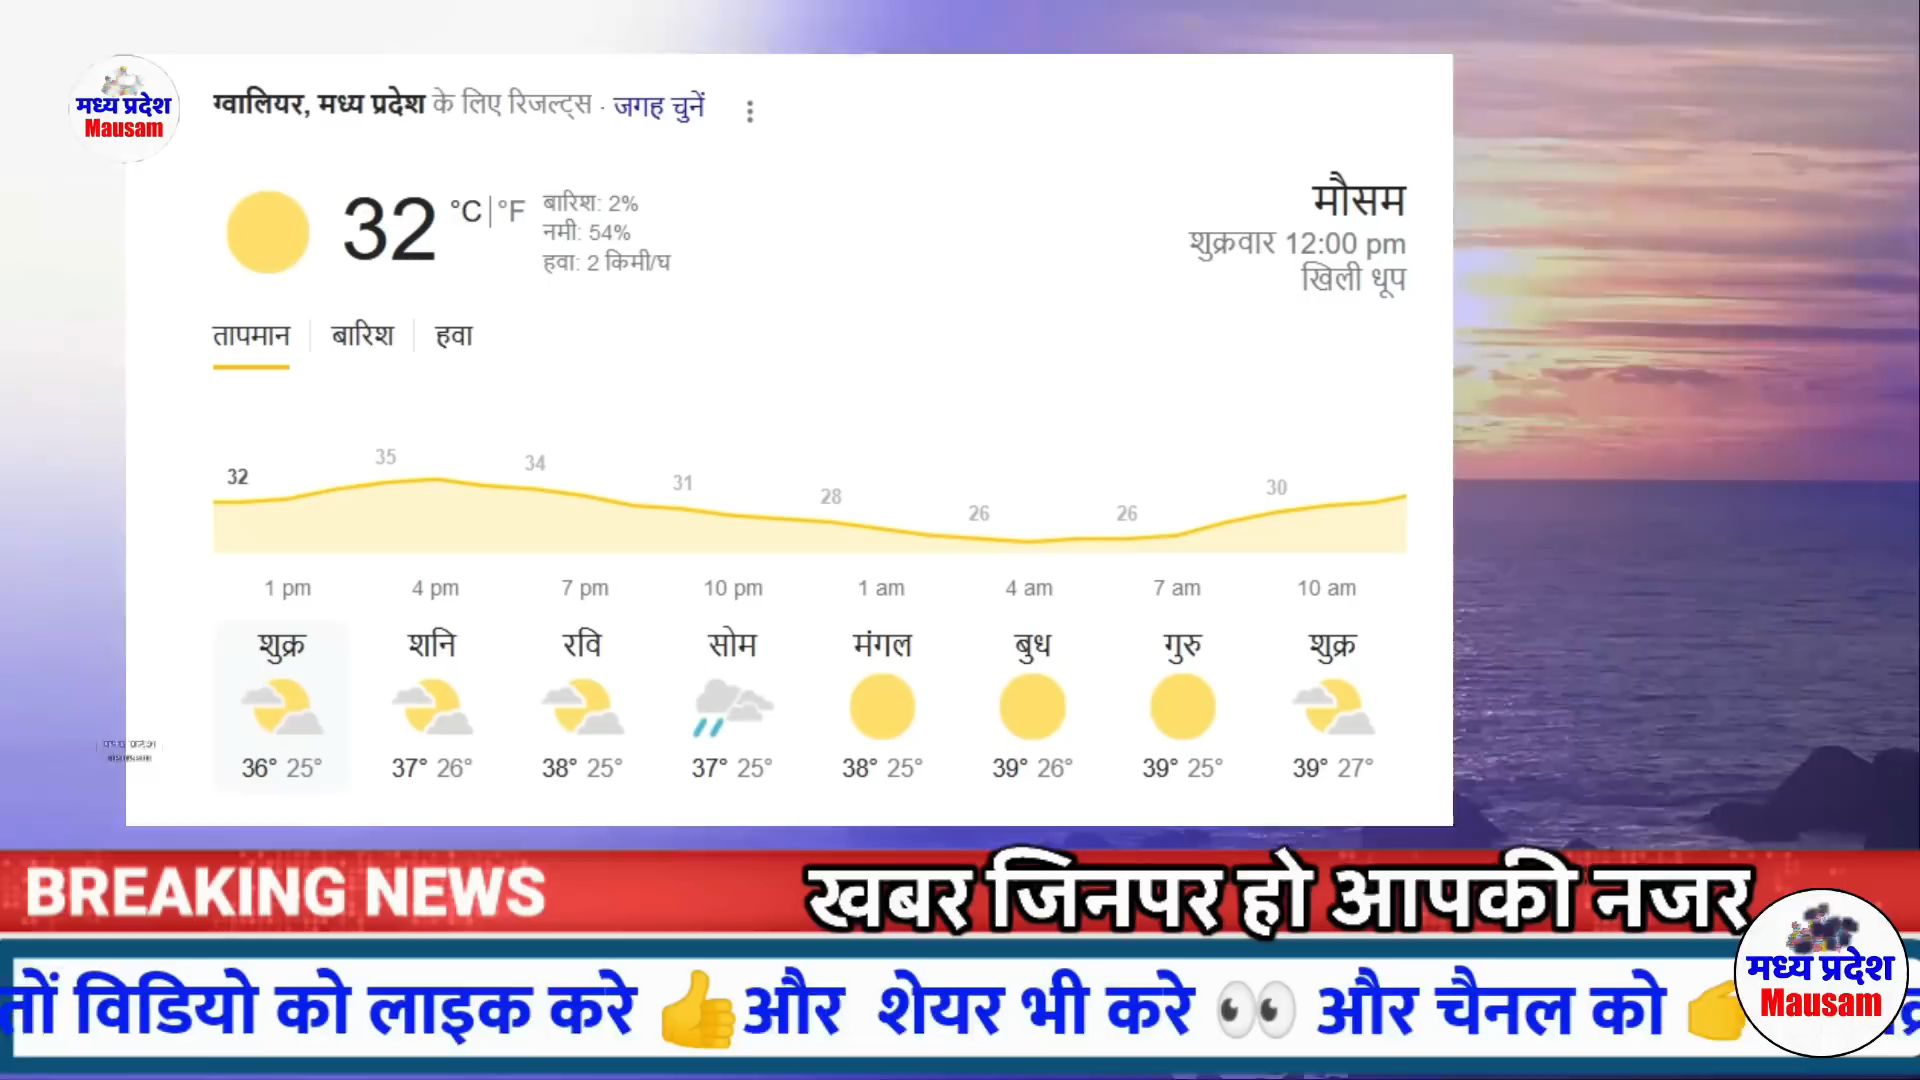 मध्य प्रदेश
Mausam
ग्वालियर, मध्य प्रदेश के लिए रिजल्ट्स · जगह चुनें
32 °C | °F
बारिश: 2%
नमी: 54%
हवा: 2 किमी/घ
मौसम
शुक्रवार 12:00 pm
खिली धूप
तापमान बारिश हवा
32 35 34 31 28 26 26 30
1 pm 4 pm 7 pm 10 pm 1 am 4 am 7 am 10 am
शुक्र शनि रवि सोम मंगल बुध गुरु शुक्र
36° 25° 37° 26° 38° 25° 37° 25° 38° 25° 39° 26° 39° 25° 39° 27°
BREAKING NEWS
खबर जिनपर हो आपकी नजर
तों विडियो को लाइक करे 👍और शेयर भी करे 👀 और चैनल को
मध्य प्रदेश
Mausam